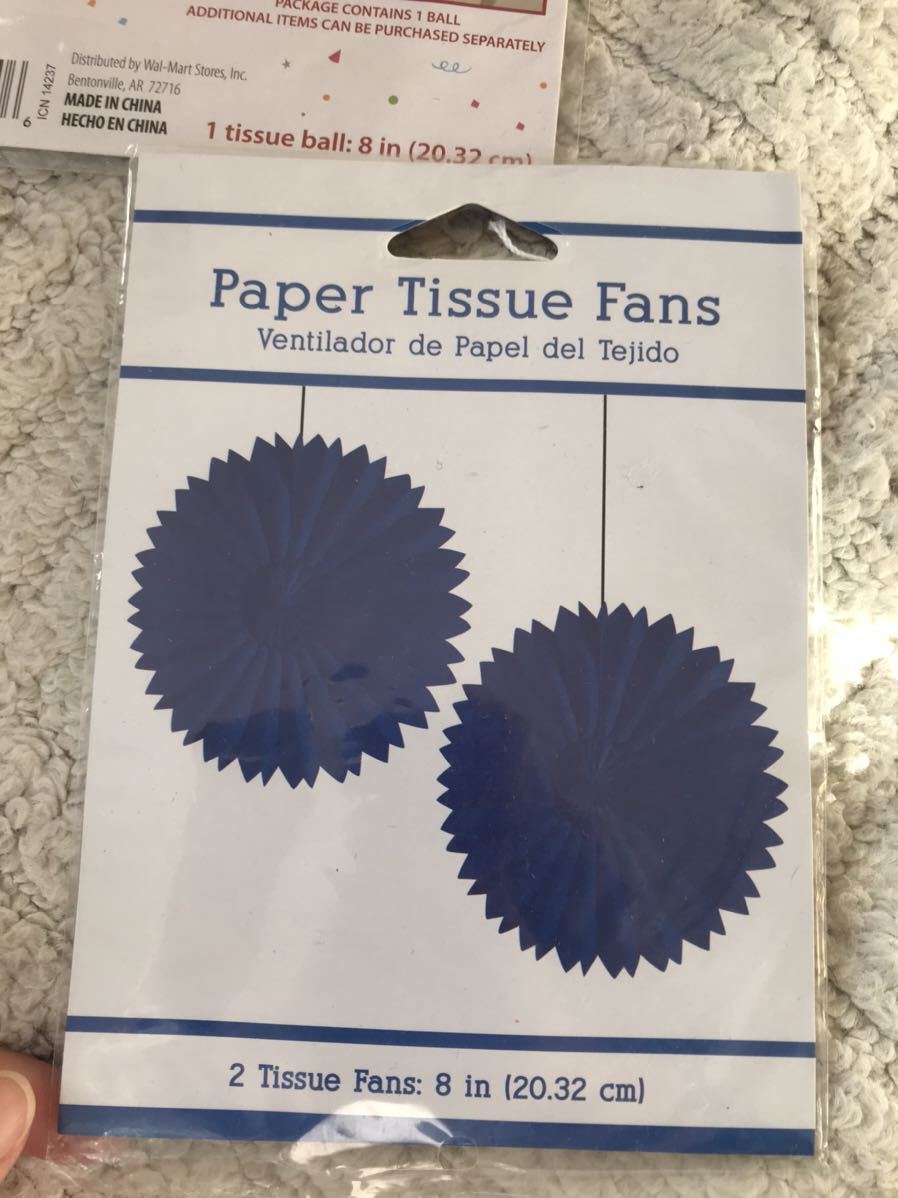 PACKAGE CONTAINS 1 BALL
ADDITIONAL ITEMS CAN BE PURCHASED SEPARATELY
Distributed by Wal-Mart Stores, Inc.
Bentonville, AR 72716
MADE IN CHINA
HECHO EN CHINA
ICN 14237
6
1 tissue ball: 8 in (20.32 cm)
Paper Tissue Fans
Ventilador de Papel del Tejido
2 Tissue Fans: 8 in (20.32 cm)